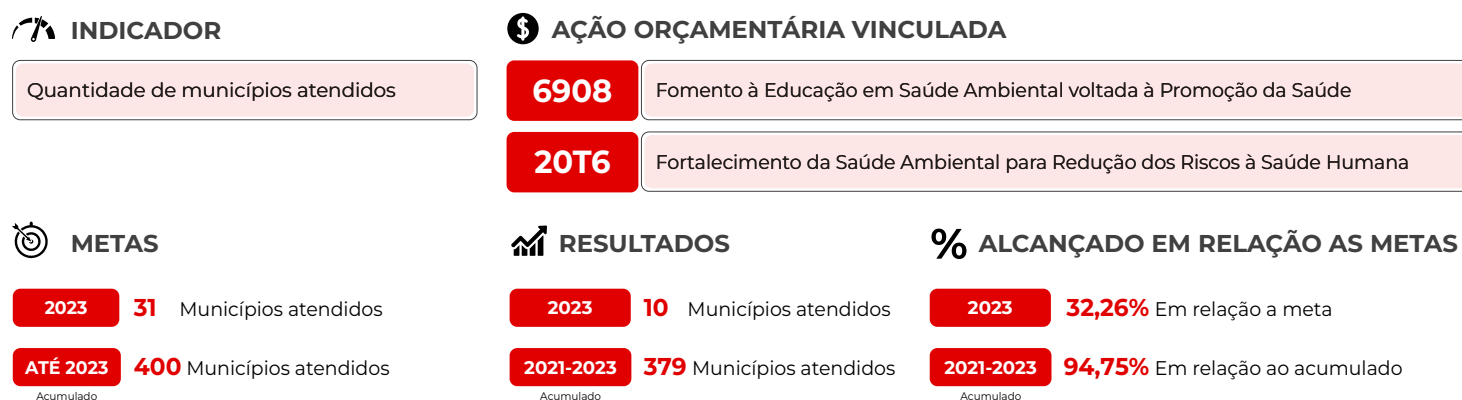 INDICADOR
Quantidade de municípios atendidos
$ AÇÃO ORÇAMENTÁRIA VINCULADA
6908 Fomento à Educação em Saúde Ambiental voltada à Promoção da Saúde
20T6 Fortalecimento da Saúde Ambiental para Redução dos Riscos à Saúde Humana
METAS
2023 31 Municípios atendidos
ATÉ 2023 400 Municípios atendidos
Acumulado
RESULTADOS
2023 10 Municípios atendidos
2021-2023 379 Municípios atendidos
Acumulado
% ALCANÇADO EM RELAÇÃO AS METAS
2023 32,26% Em relação a meta
2021-2023 94,75% Em relação ao acumulado
Acumulado